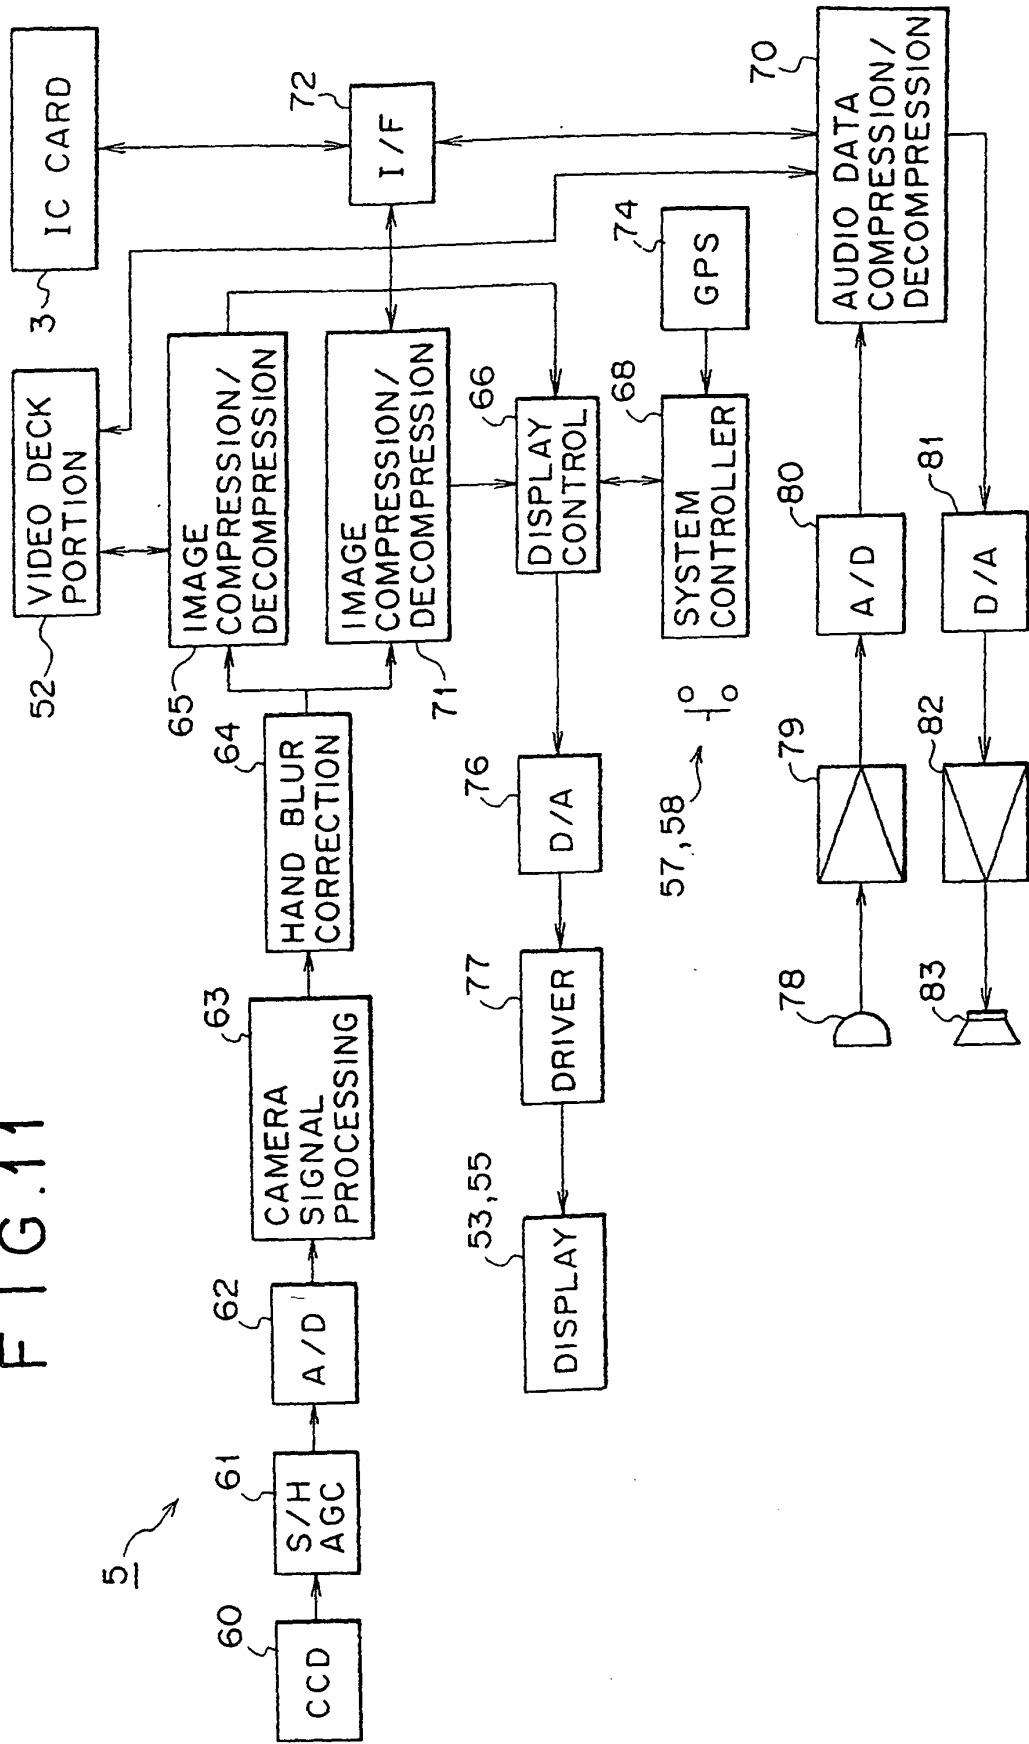 FIG.11
5
60
CCD
61
S/H
AGC
62
A/D
63
CAMERA
SIGNAL
PROCESSING
64
HAND BLUR
CORRECTION
52
VIDEO DECK
PORTION
3
IC CARD
65
IMAGE
COMPRESSION/
DECOMPRESSION
71
IMAGE
COMPRESSION/
DECOMPRESSION
72
I/F
53,55
DISPLAY
77
DRIVER
76
D/A
66
DISPLAY
CONTROL
57,58
68
SYSTEM
CONTROLLER
74
GPS
78
79
80
A/D
70
AUDIO DATA
COMPRESSION/
DECOMPRESSION
83
82
81
D/A